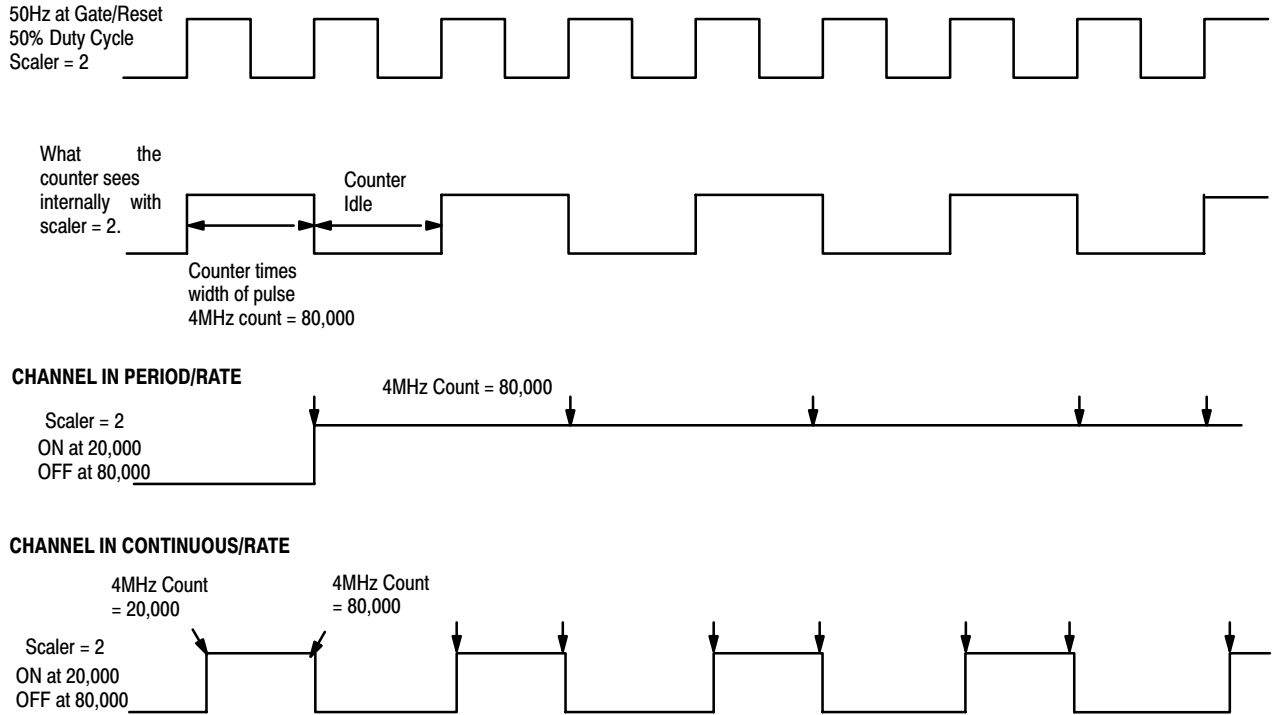 50Hz at Gate/Reset
50% Duty Cycle
Scaler = 2
What the
counter sees
internally with
scaler = 2.
Counter
Idle
Counter times
width of pulse
4MHz count = 80,000
CHANNEL IN PERIOD/RATE
4MHz Count = 80,000
Scaler = 2
ON at 20,000
OFF at 80,000
CHANNEL IN CONTINUOUS/RATE
4MHz Count
= 20,000
4MHz Count
= 80,000
Scaler = 2
ON at 20,000
OFF at 80,000